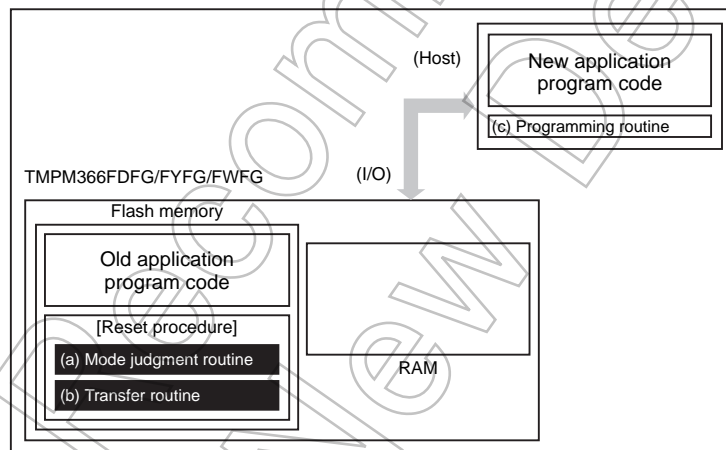 (Host)
New application
program code
(c) Programming routine
TMPM366FDFG/FYFG/FWFG
(I/O)
Flash memory
Old application
program code
[Reset procedure]
(a) Mode judgment routine
(b) Transfer routine
RAM